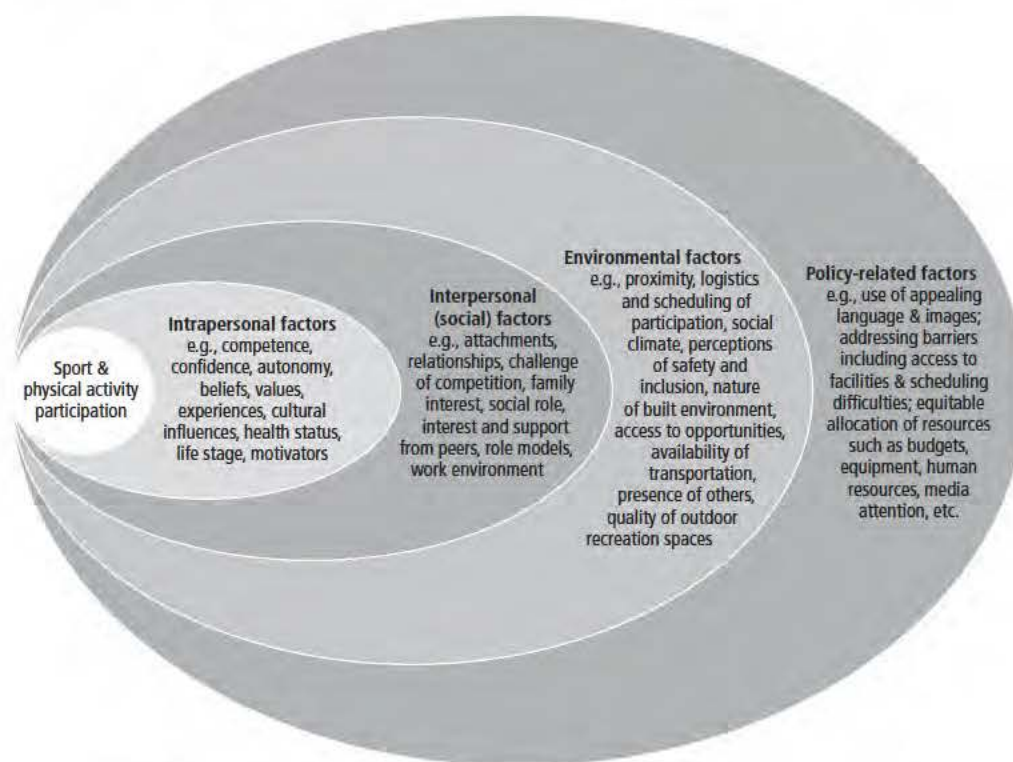 Sport &
physical activity
participation
Intrapersonal factors
e.g., competence,
confidence, autonomy,
beliefs, values,
experiences, cultural
influences, health status,
life stage, motivators
Interpersonal
(social) factors
e.g., attachments,
relationships, challenge
of competition, family
interest, social role,
interest and support
from peers, role models,
work environment
Environmental factors
e.g., proximity, logistics
and scheduling of
participation, social
climate, perceptions
of safety and
inclusion, nature
of built environment,
access to opportunities,
availability of
transportation,
presence of others,
quality of outdoor
recreation spaces
Policy-related factors
e.g., use of appealing
language & images;
addressing barriers
including access to
facilities & scheduling
difficulties; equitable
allocation of resources
such as budgets,
equipment, human
resources, media
attention, etc.